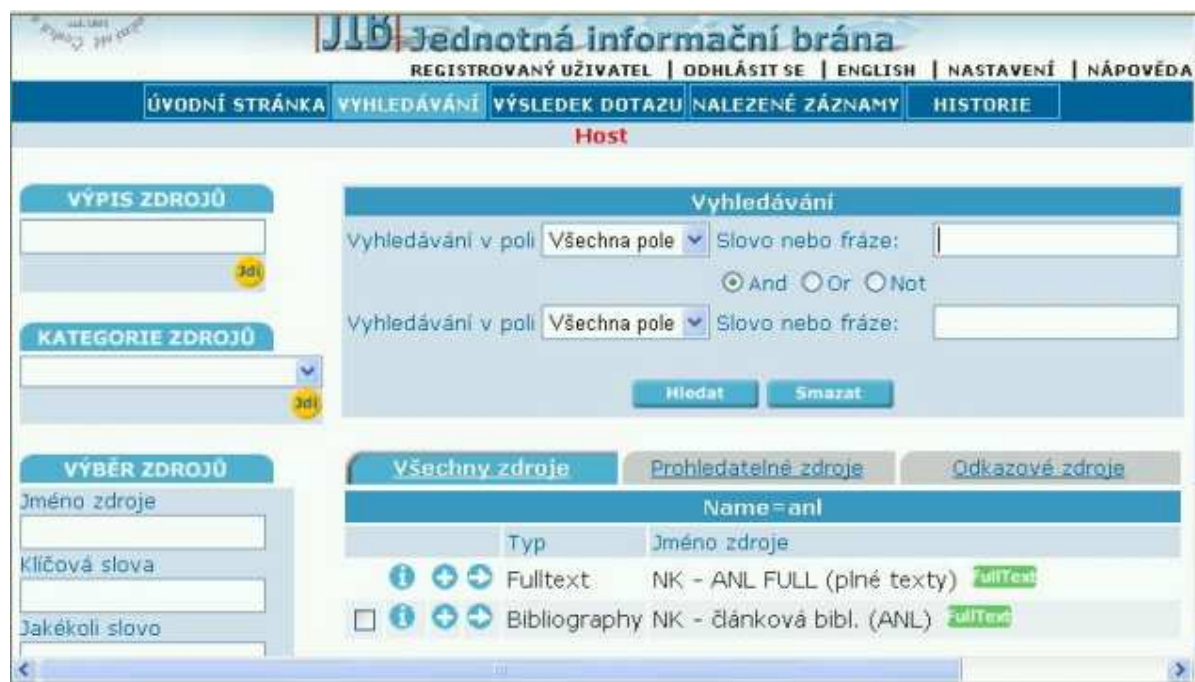 JIB Jednotná informační brána
REGISTROVANÝ UŽIVATEL | ODHLÁSIT SE | ENGLISH | NASTAVENÍ | NÁPOVĚDA
ÚVODNÍ STRÁNKA VYHLEDÁVÁNÍ VÝSLEDEK DOTAZU NALEZENÉ ZÁZNAMY HISTORIE
Host
VÝPIS ZDROJŮ
Jdi
KATEGORIE ZDROJŮ
Jdi
VÝBĚR ZDROJŮ
Jméno zdroje
Klíčová slova
Jakékoli slovo
Vyhledávání
Vyhledávání v poli Všechna pole Slovo nebo fráze:
And Or Not
Vyhledávání v poli Všechna pole Slovo nebo fráze:
Hledat Smazat
Všechny zdroje Prohledatelné zdroje Odkazové zdroje
Name=anl
Typ Jméno zdroje
Fulltext NK - ANL FULL (plné texty) FullText
Bibliography NK - článková bibl. (ANL) FullText